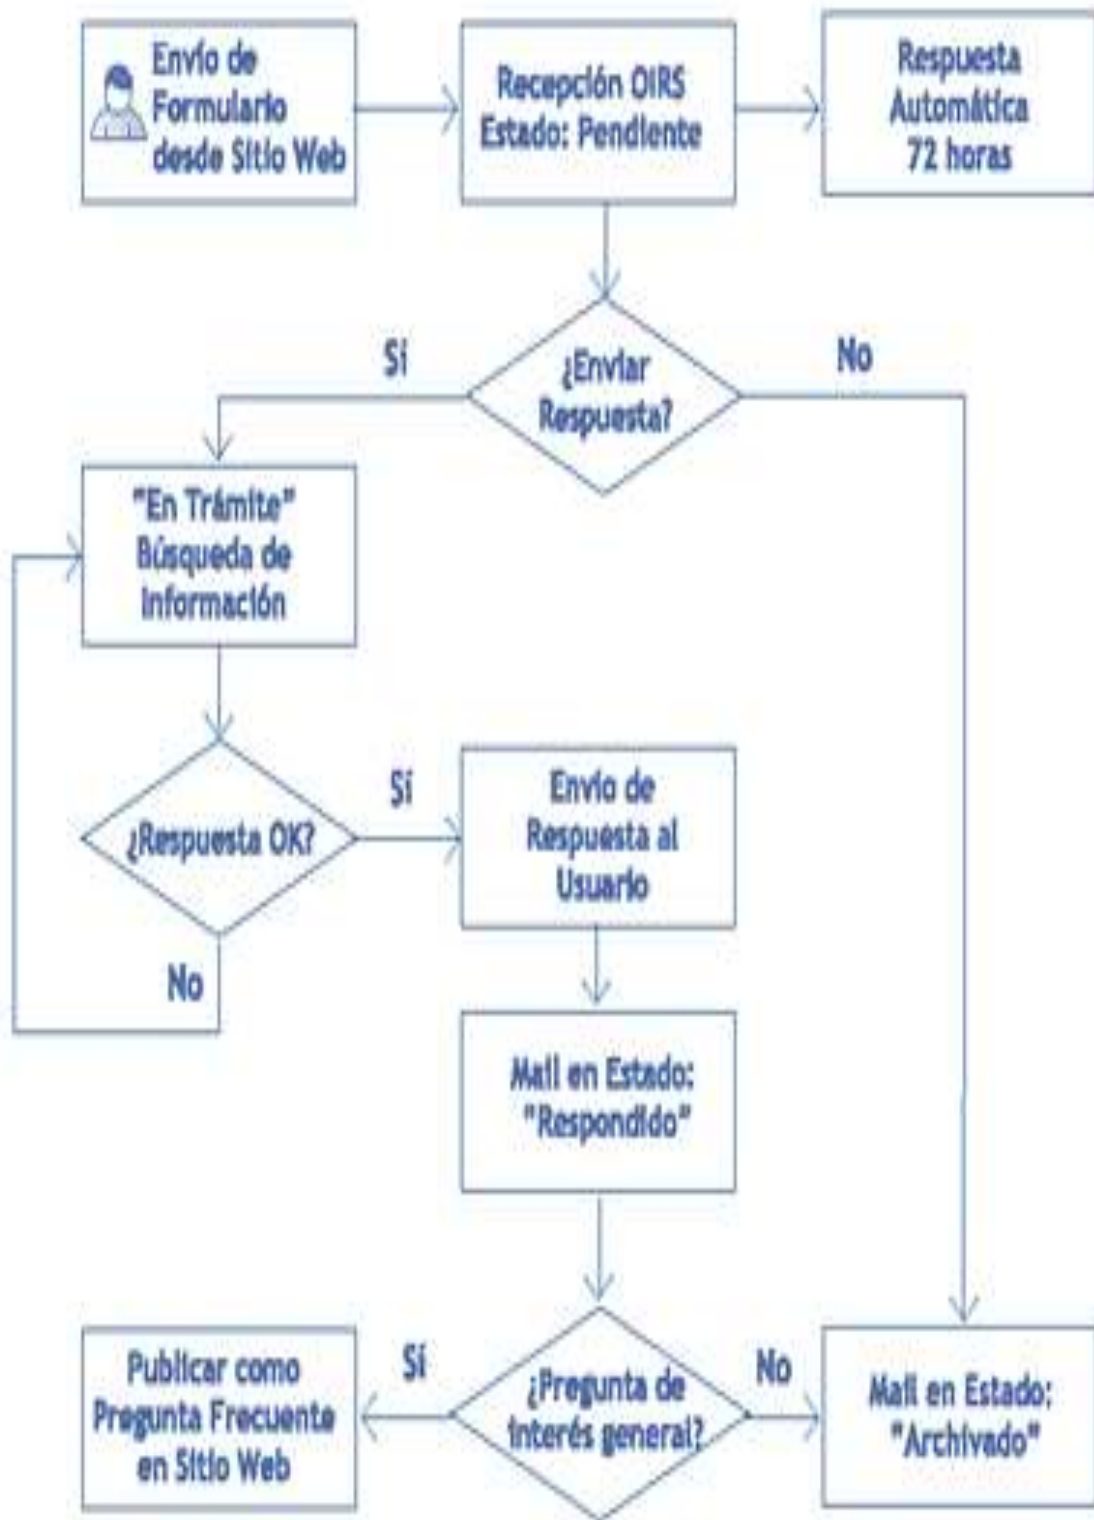 Envío de
Formulario
desde Sitio Web
Recepción OIRS
Estado: Pendiente
Respuesta
Automática
72 horas
¿Enviar
Respuesta?
Sí
No
"En Trámite"
Búsqueda de
Información
¿Respuesta OK?
Sí
No
Envío de
Respuesta al
Usuario
Mail en Estado:
"Respondido"
¿Pregunta de
interés general?
Sí
No
Publicar como
Pregunta Frecuente
en Sitio Web
Mail en Estado:
"Archivado"